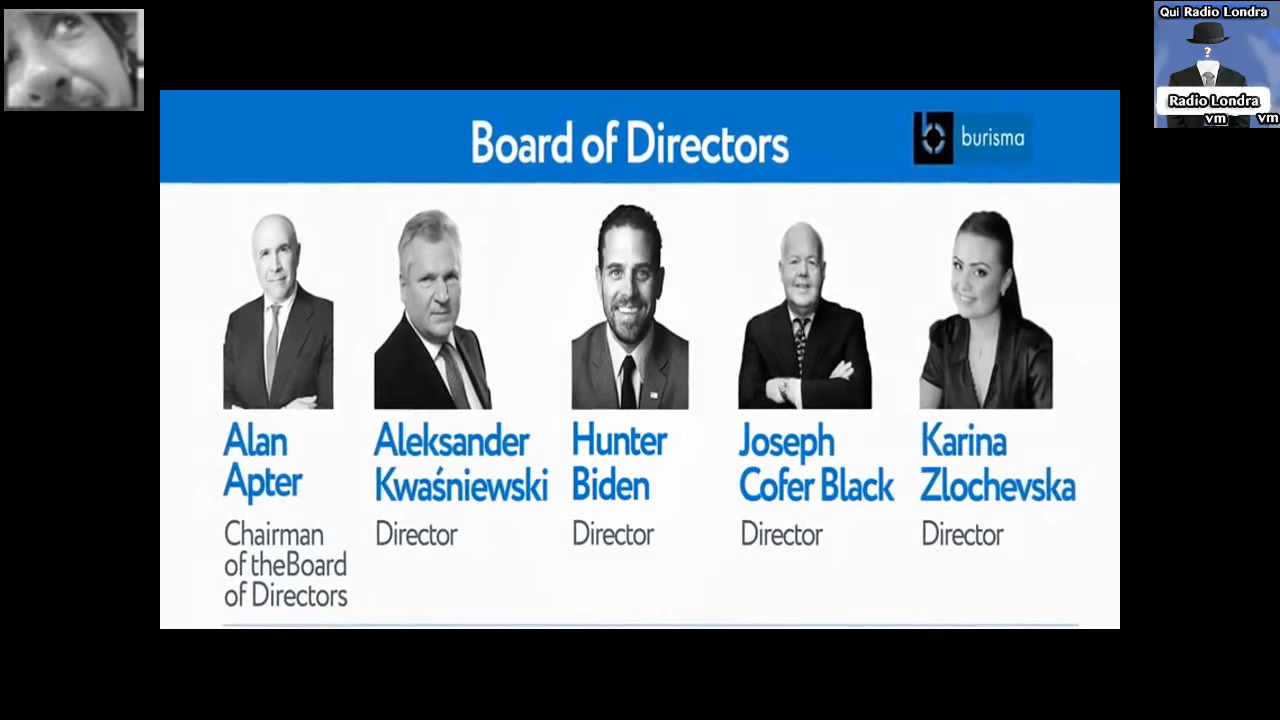 Qui Radio Londra
?
Radio Londra
vm
vm
Board of Directors
burisma
Alan
Apter
Chairman
of theBoard
of Directors
Aleksander
Kwaśniewski
Director
Hunter
Biden
Director
Joseph
Cofer Black
Director
Karina
Zlochevska
Director